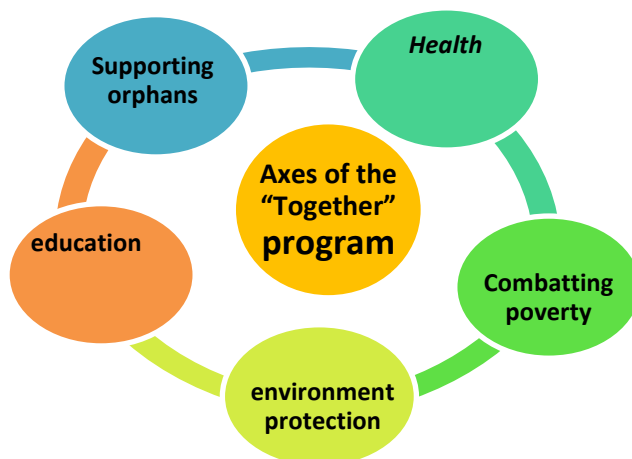 Health
Supporting
orphans
Axes of the
“Together”
program
education
Combatting
poverty
environment
protection